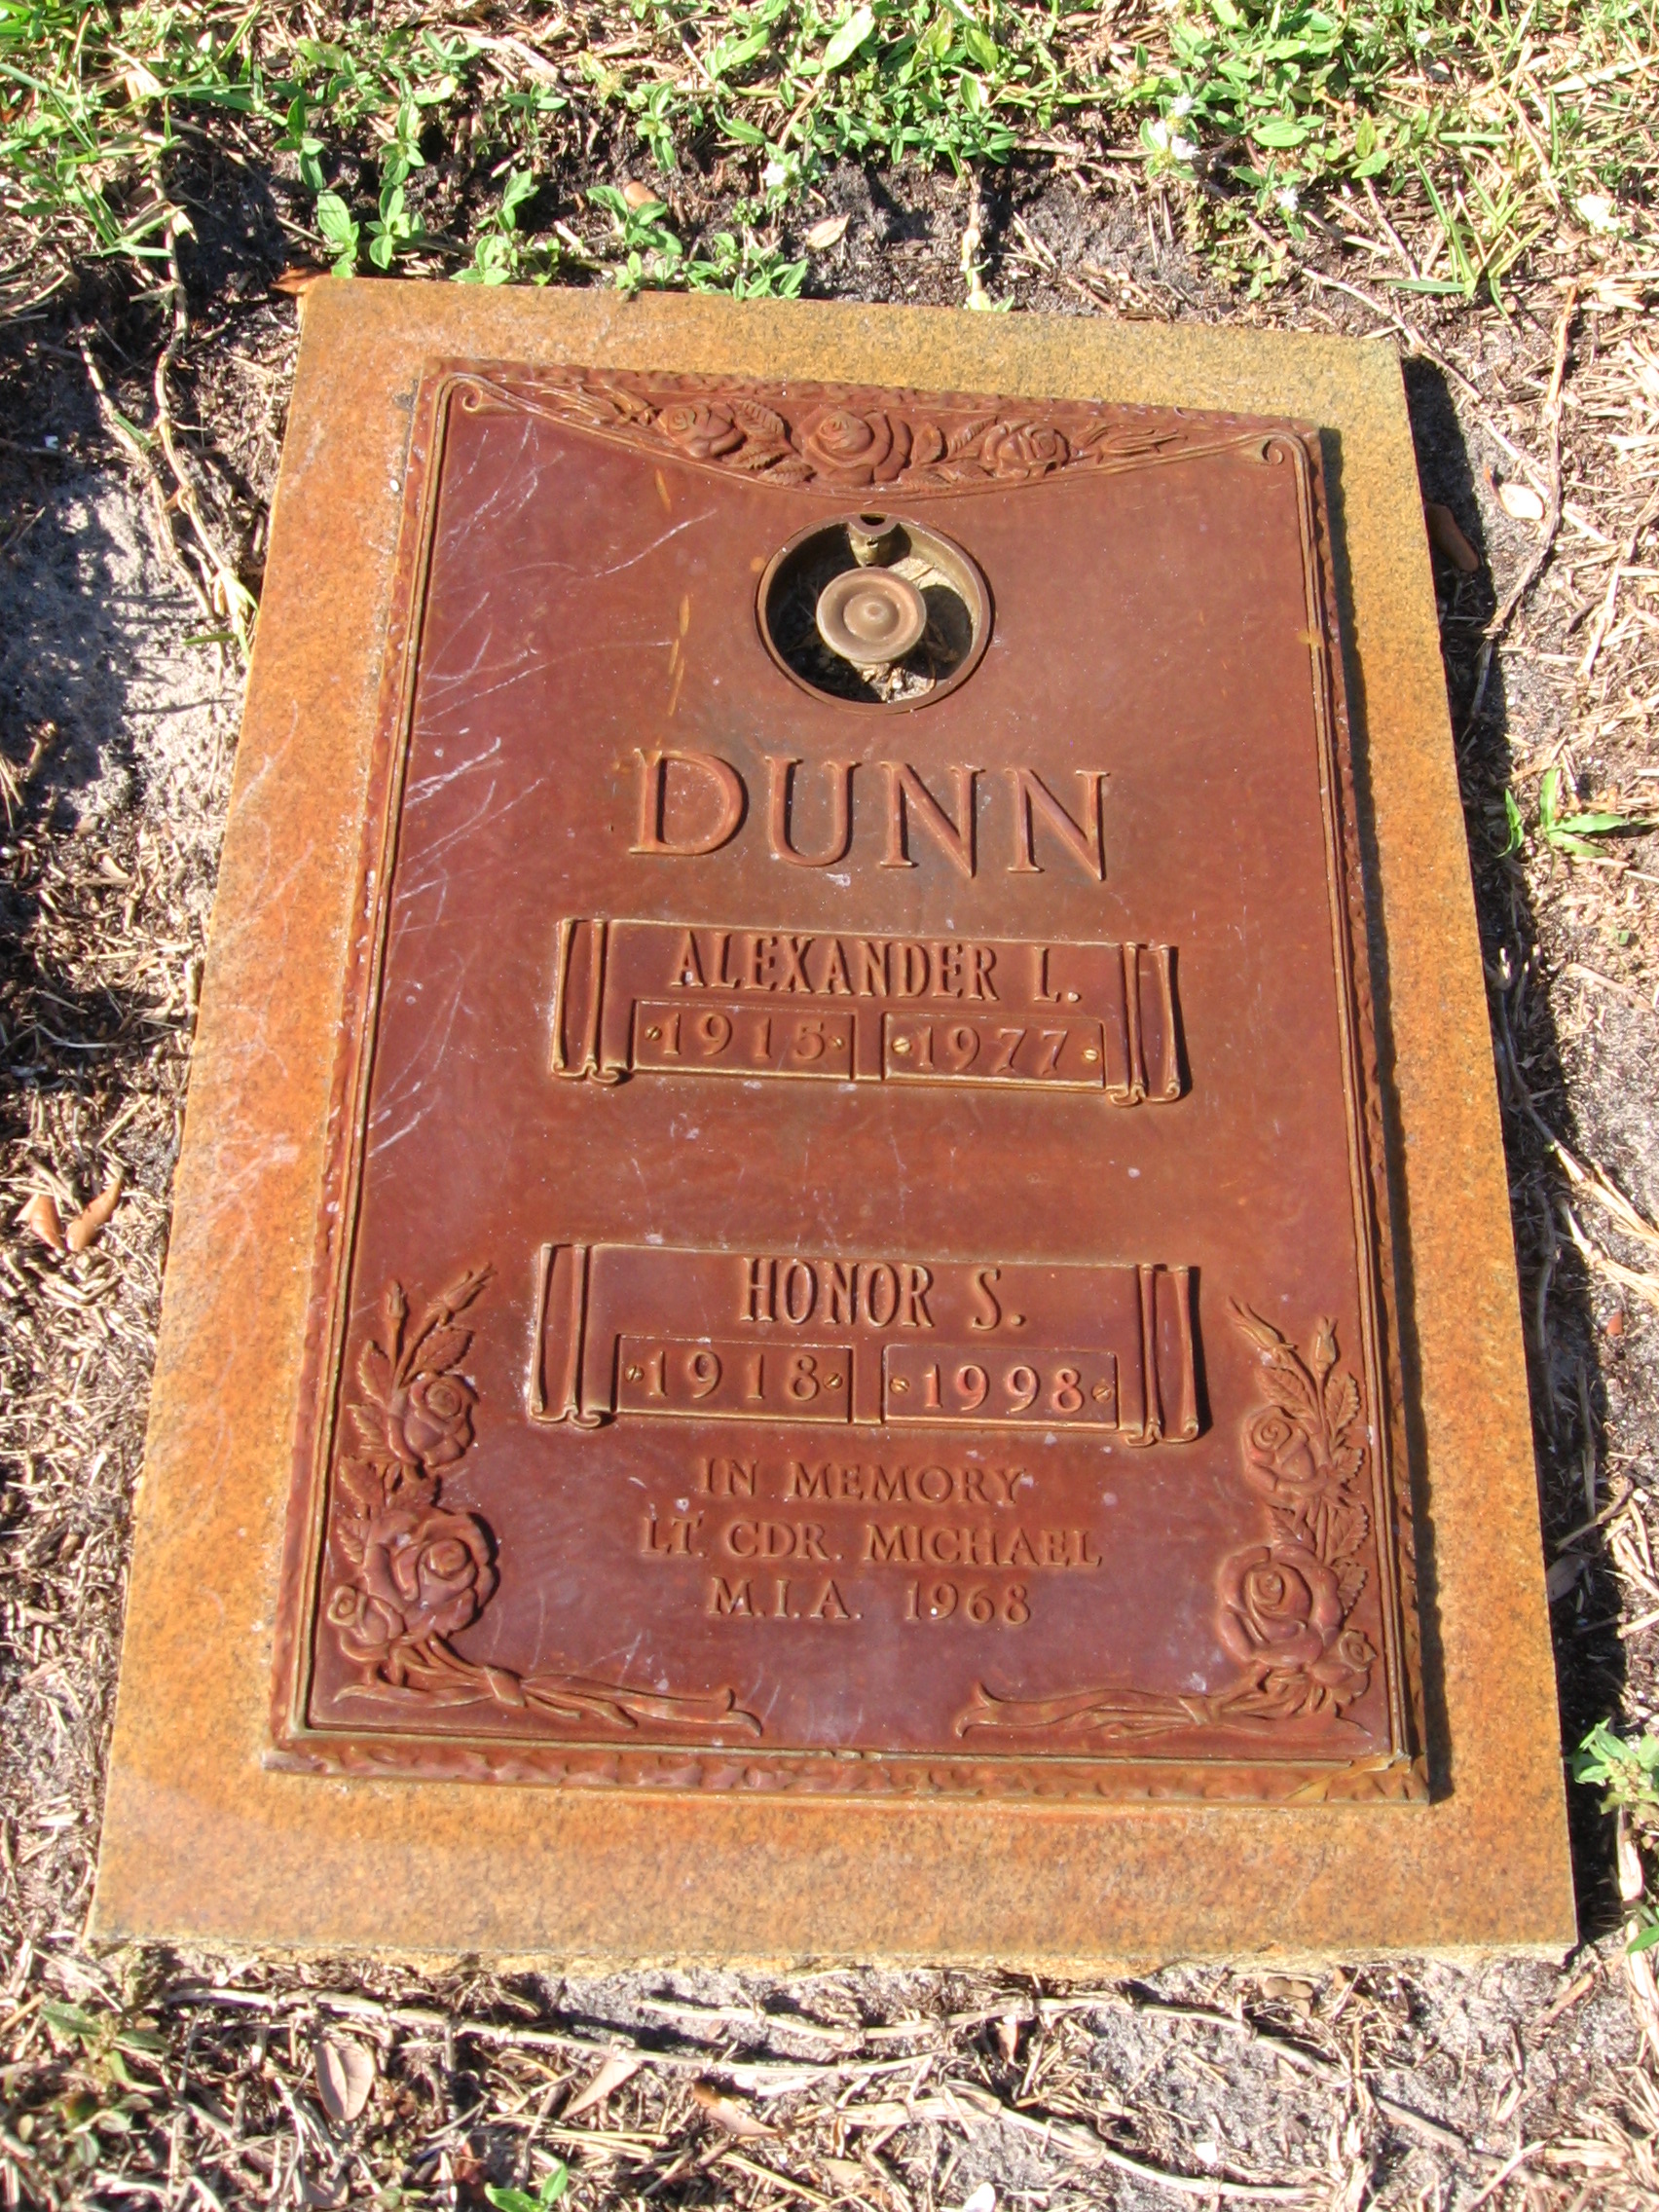 DUNN
ALEXANDER L.
1915 1977
HONOR S.
1918 1998
IN MEMORY
LT. CDR. MICHAEL
M.I.A. 1968